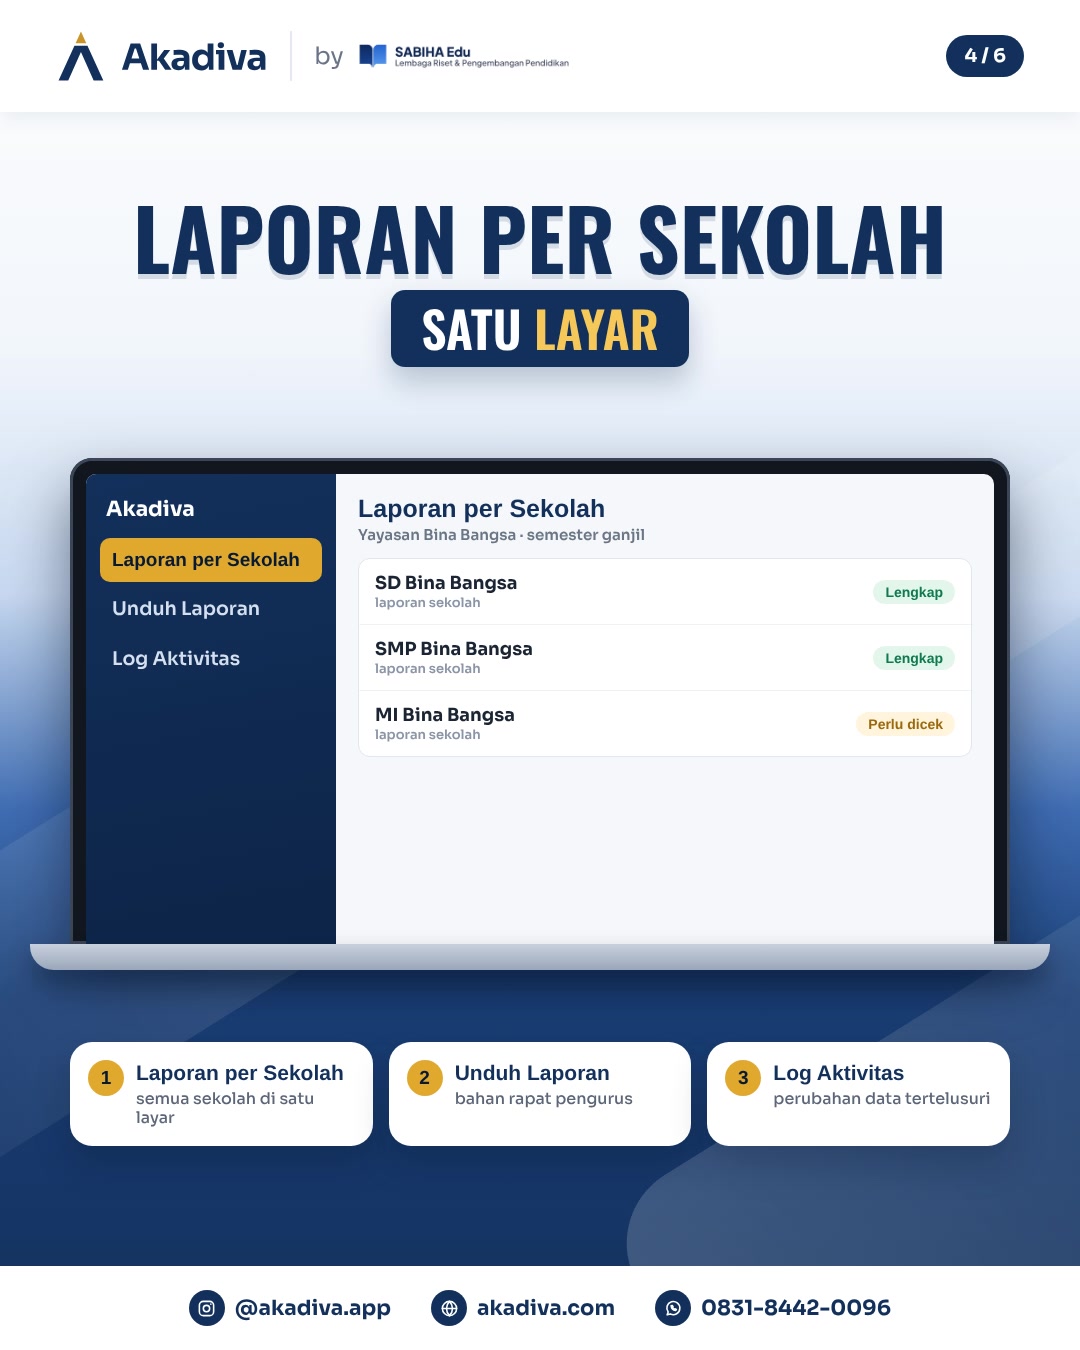 Akadiva
by
SABIHA Edu
Lembaga Riset & Pengembangan Pendidikan
4 / 6
LAPORAN PER SEKOLAH
SATU LAYAR
Akadiva
Laporan per Sekolah
Unduh Laporan
Log Aktivitas
Laporan per Sekolah
Yayasan Bina Bangsa · semester ganjil
SD Bina Bangsa
laporan sekolah
Lengkap
SMP Bina Bangsa
laporan sekolah
Lengkap
MI Bina Bangsa
laporan sekolah
Perlu dicek
1
Laporan per Sekolah
semua sekolah di satu
layar
2
Unduh Laporan
bahan rapat pengurus
3
Log Aktivitas
perubahan data tertelusuri
@akadiva.app
akadiva.com
0831-8442-0096